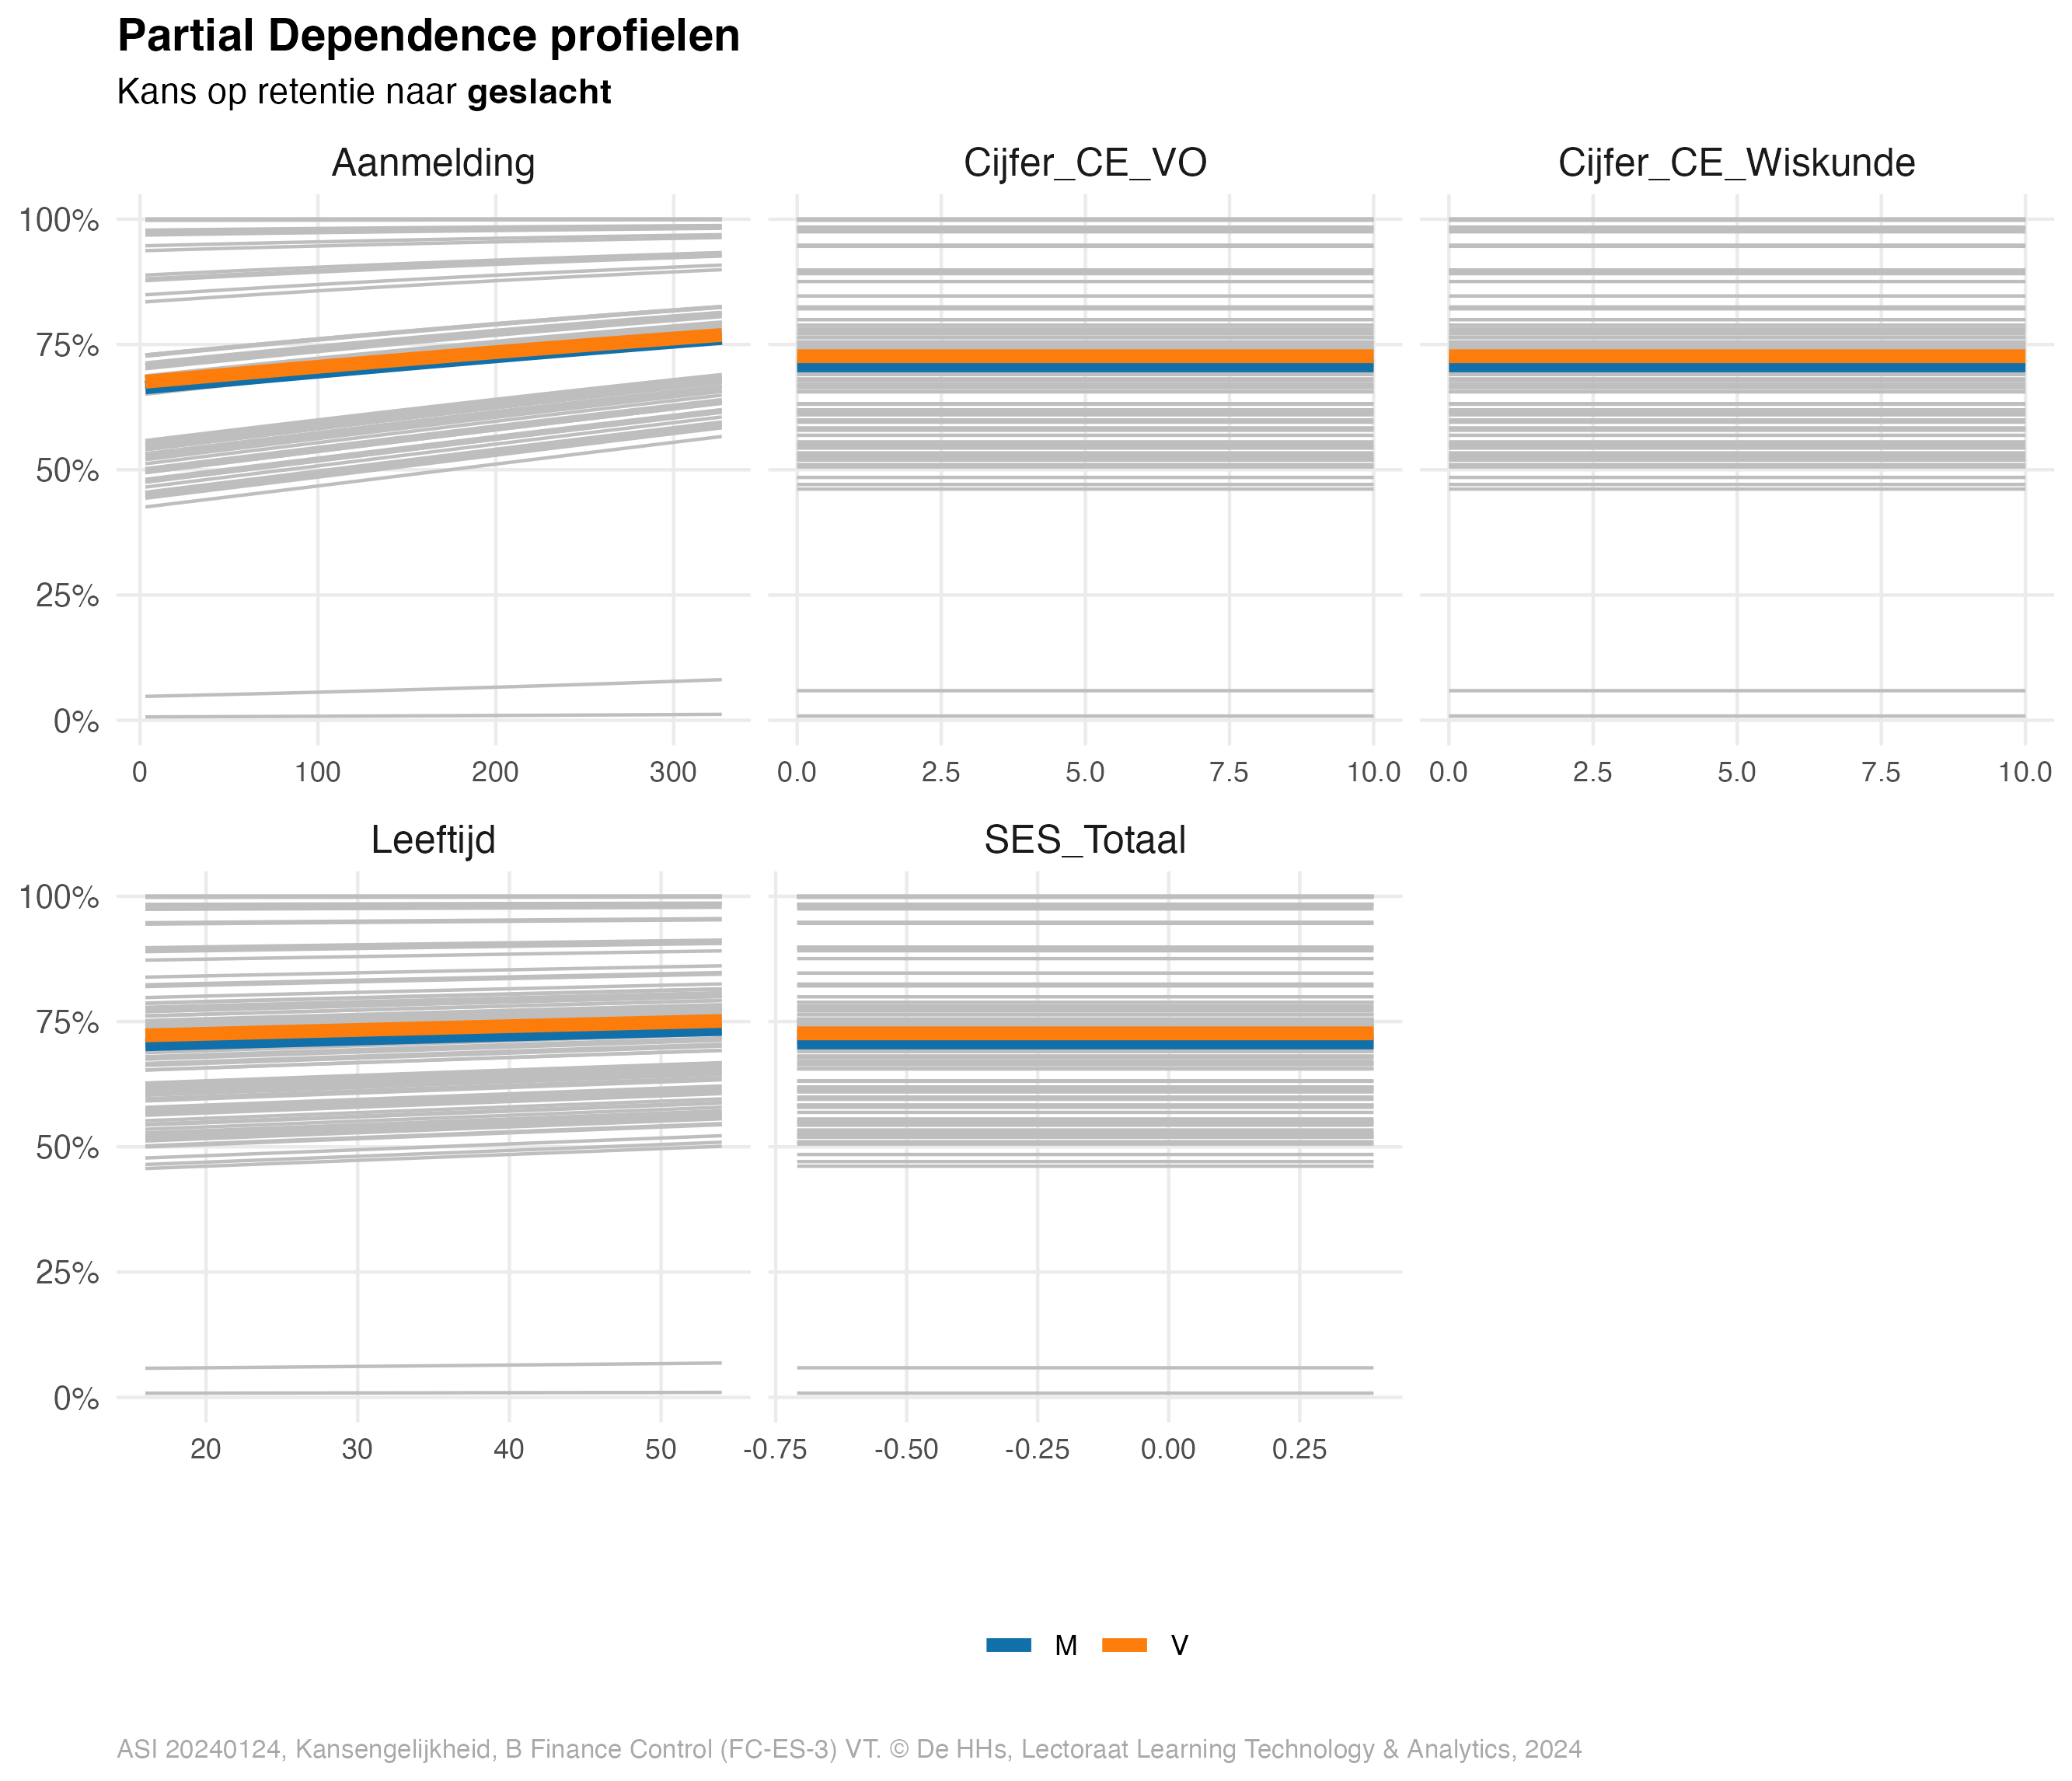 Partial Dependence profielen
Kans op retentie naar geslacht
Aanmelding
Cijfer_CE_VO
Cijfer_CE_Wiskunde
100%
75%
50%
25%
0%
0 100 200 300
0.0 2.5 5.0 7.5 10.0
0.0 2.5 5.0 7.5 10.0
Leeftijd
SES_Totaal
100%
75%
50%
25%
0%
20 30 40 50
-0.75 -0.50 -0.25 0.00 0.25
M V
ASI 20240124, Kansengelijkheid, B Finance Control (FC-ES-3) VT. © De HHs, Lectoraat Learning Technology & Analytics, 2024